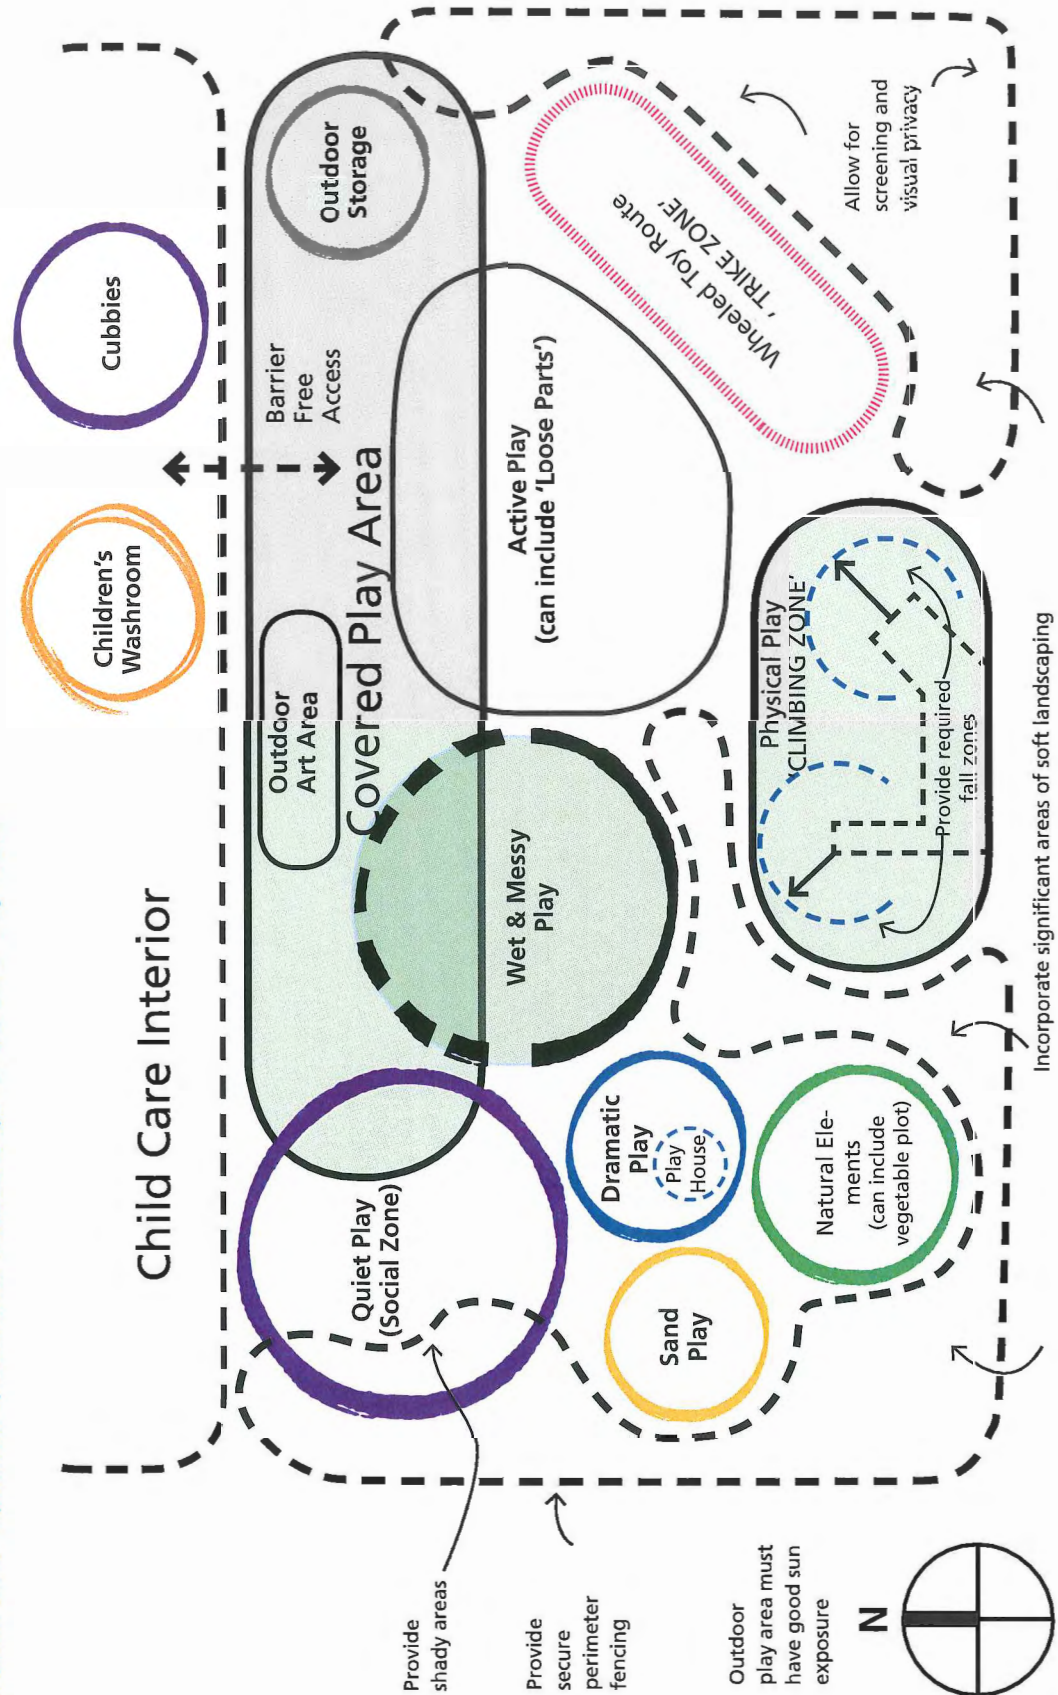 Child Care Interior
Children's
Washroom
Cubbies
Barrier
Free
Access
Outdoor
Storage
Outdoor
Art Area
Covered Play Area
Quiet Play
(Social Zone)
Wet & Messy
Play
Active Play
(can include 'Loose Parts')
Wheeled Toy Route
'TRIKE ZONE'
Dramatic
Play
Play
House
Sand
Play
Natural Ele-
ments
(can include
vegetable plot)
Physical Play
'CLIMBING ZONE'
Provide required
fall zones
Allow for
screening and
visual privacy
Incorporate significant areas of soft landscaping
Provide
shady areas
Provide
secure
perimeter
fencing
Outdoor
play area must
have good sun
exposure
N